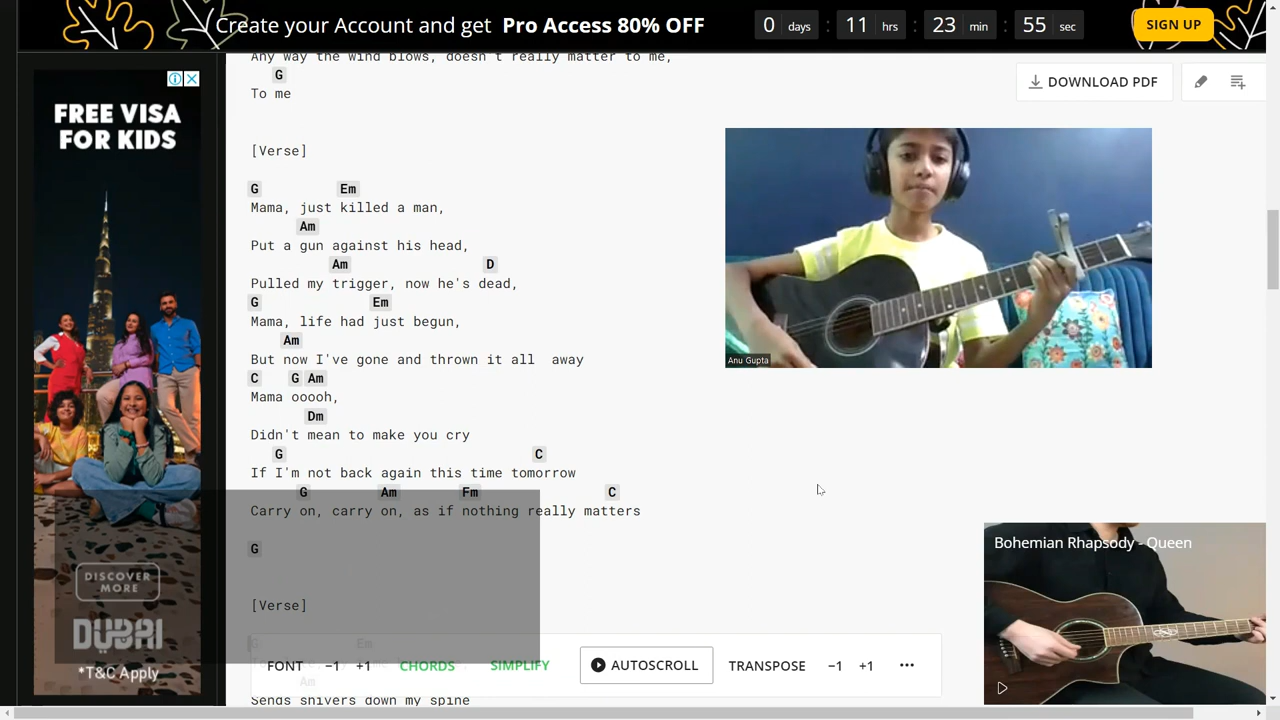 Create your Account and get Pro Access 80% OFF
0 days : 11 hrs : 23 min : 55 sec
SIGN UP
Any way the wind blows, doesn't really matter to me,
G
To me
DOWNLOAD PDF
[Verse]
G Em
Mama, just killed a man,
Am
Put a gun against his head,
Am D
Pulled my trigger, now he's dead,
G Em
Mama, life had just begun,
Am
But now I've gone and thrown it all away
C G Am
Mama ooooh,
Dm
Didn't mean to make you cry
G C
If I'm not back again this time tomorrow
G Am Fm C
Carry on, carry on, as if nothing really matters
G
[Verse]
G Em
Am
Sends shivers down my spine
FONT −1 +1 CHORDS SIMPLIFY AUTOSCROLL TRANSPOSE −1 +1 •••
FREE VISA
FOR KIDS
DISCOVER
MORE
DUBAI
*T&C Apply
Anu Gupta
Bohemian Rhapsody - Queen